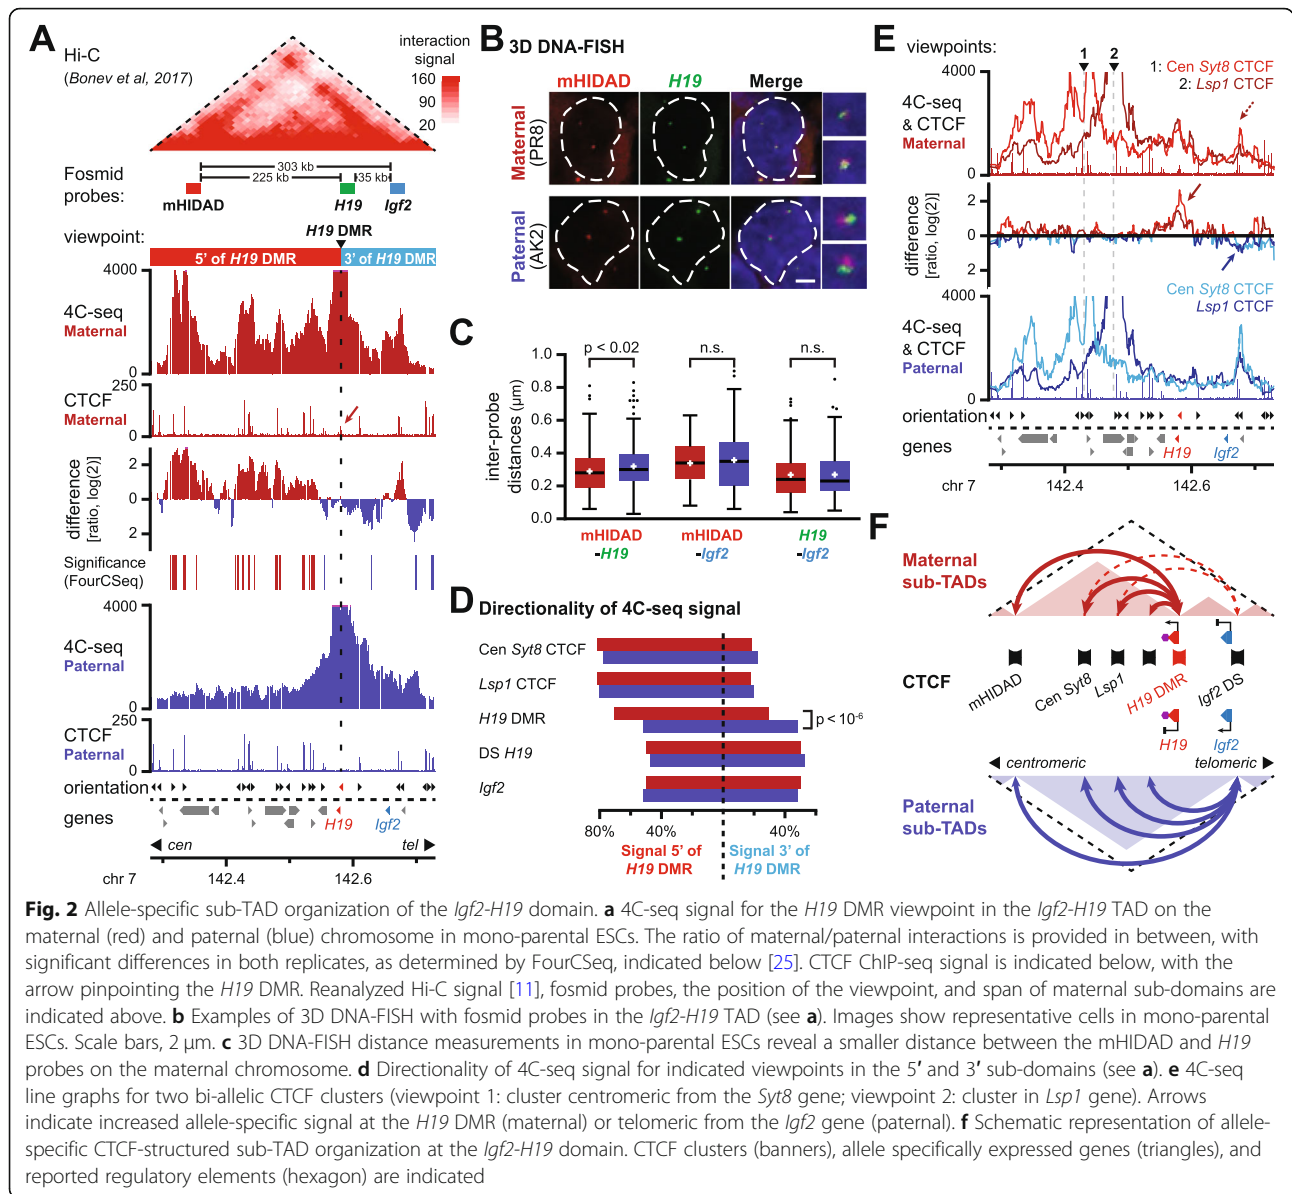 A
Hi-C
(Bonev et al, 2017)
interaction
signal
160
90
20
Fosmid
probes:
303 kb
225 kb
35 kb
mHIDAD
H19
Igf2
viewpoint:
H19 DMR
5' of H19 DMR
3' of H19 DMR
4000
4C-seq
Maternal
0
250
CTCF
Maternal
0
difference
[ratio, log(2)]
2
0
2
Significance
(FourCSeq)
4000
4C-seq
Paternal
0
250
CTCF
Paternal
0
orientation
genes
H19
Igf2
cen
tel
chr 7
142.4
142.6
B
3D DNA-FISH
mHIDAD
H19
Merge
Maternal
(PR8)
Paternal
(AK2)
C
inter-probe
distances (µm)
1.0
0.8
0.6
0.4
0.2
0.0
p < 0.02
n.s.
n.s.
mHIDAD
-H19
mHIDAD
-Igf2
H19
-Igf2
D
Directionality of 4C-seq signal
Cen Syt8 CTCF
Lsp1 CTCF
H19 DMR
p < 10-6
DS H19
Igf2
80%
40%
40%
Signal 5' of
H19 DMR
Signal 3' of
H19 DMR
E
viewpoints:
1
2
1: Cen Syt8 CTCF
2: Lsp1 CTCF
4000
4C-seq
& CTCF
Maternal
0
difference
[ratio, log(2)]
2
0
2
Cen Syt8 CTCF
Lsp1 CTCF
4000
4C-seq
& CTCF
Paternal
0
orientation
genes
H19
Igf2
chr 7
142.4
142.6
F
Maternal
sub-TADs
CTCF
mHIDAD
Cen Syt8
Lsp1
H19 DMR
Igf2 DS
H19
Igf2
centromeric
telomeric
Paternal
sub-TADs
Fig. 2 Allele-specific sub-TAD organization of the Igf2-H19 domain. a 4C-seq signal for the H19 DMR viewpoint in the Igf2-H19 TAD on the
maternal (red) and paternal (blue) chromosome in mono-parental ESCs. The ratio of maternal/paternal interactions is provided in between, with
significant differences in both replicates, as determined by FourCSeq, indicated below [25]. CTCF ChIP-seq signal is indicated below, with the
arrow pinpointing the H19 DMR. Reanalyzed Hi-C signal [11], fosmid probes, the position of the viewpoint, and span of maternal sub-domains are
indicated above. b Examples of 3D DNA-FISH with fosmid probes in the Igf2-H19 TAD (see a). Images show representative cells in mono-parental
ESCs. Scale bars, 2 µm. c 3D DNA-FISH distance measurements in mono-parental ESCs reveal a smaller distance between the mHIDAD and H19
probes on the maternal chromosome. d Directionality of 4C-seq signal for indicated viewpoints in the 5′ and 3′ sub-domains (see a). e 4C-seq
line graphs for two bi-allelic CTCF clusters (viewpoint 1: cluster centromeric from the Syt8 gene; viewpoint 2: cluster in Lsp1 gene). Arrows
indicate increased allele-specific signal at the H19 DMR (maternal) or telomeric from the Igf2 gene (paternal). f Schematic representation of allele-
specific CTCF-structured sub-TAD organization at the Igf2-H19 domain. CTCF clusters (banners), allele specifically expressed genes (triangles), and
reported regulatory elements (hexagon) are indicated